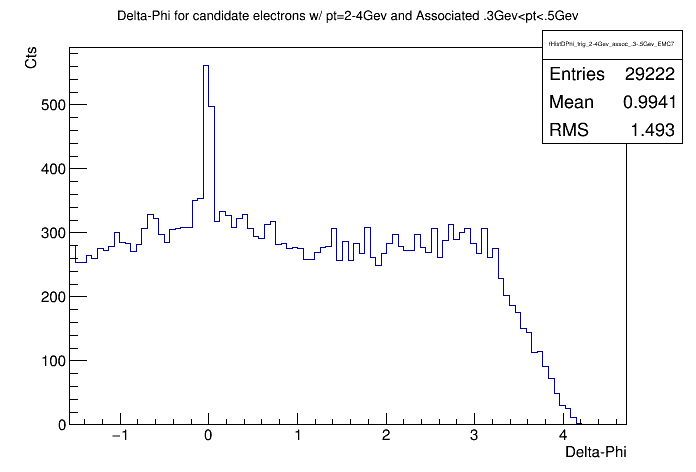 Delta-Phi for candidate electrons w/ pt=2-4Gev and Associated .3Gev<pt<.5Gev
Cts
fHistDPhi_trig_2-4Gev_assoc_.3-.5Gev_EMC7
Entries 29222
Mean 0.9941
RMS 1.493
500
400
300
200
100
0
−1 0 1 2 3 4
Delta-Phi